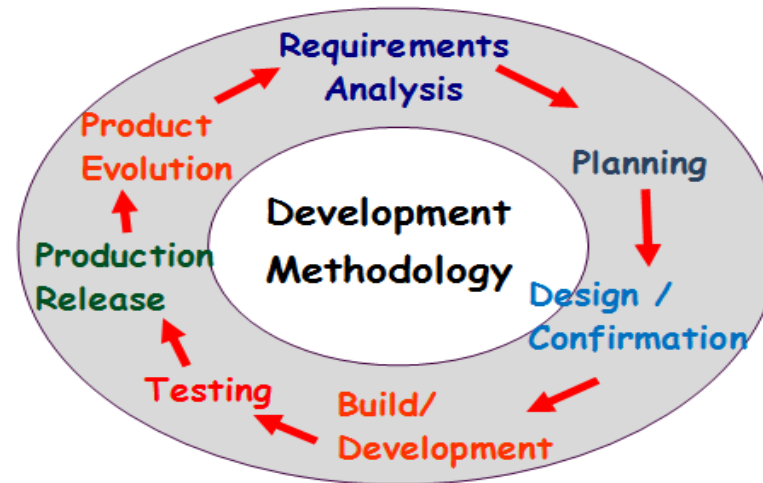 Requirements
Analysis
Planning
Design /
Confirmation
Build/
Development
Testing
Production
Release
Product
Evolution
Development
Methodology